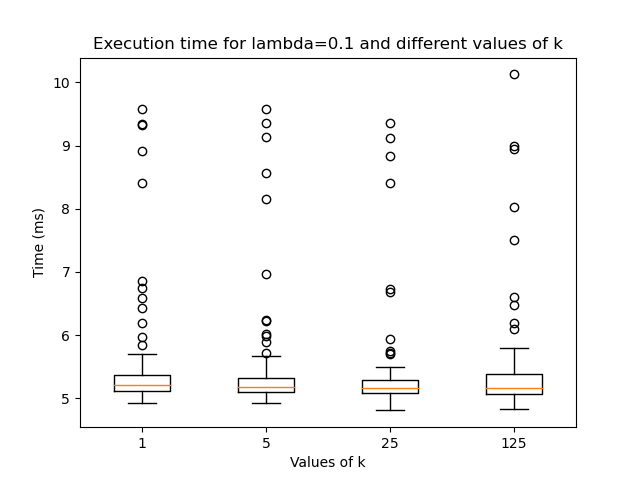 Execution time for lambda=0.1 and different values of k
10
9
8
7
6
5
Time (ms)
1 5 25 125
Values of k